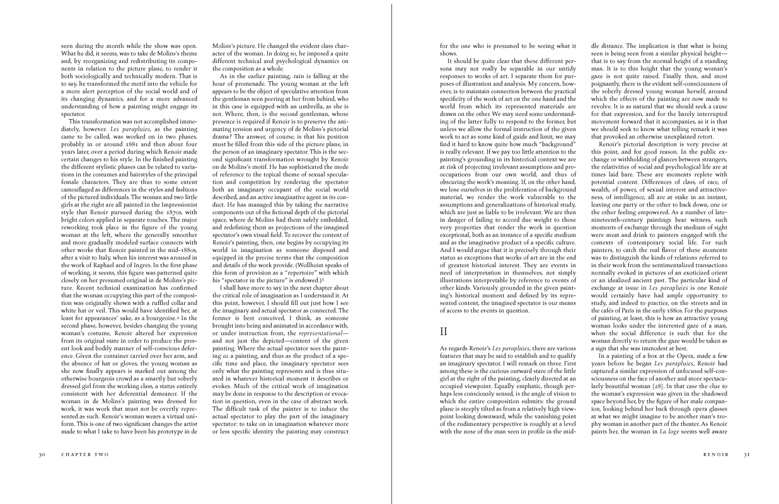 seen during the month while the show was open.
What he did, it seems, was to take de Molins's theme
and, by reorganizing and redistributing its compo-
nents in relation to the picture plane, to render it
both sociologically and technically modern. That is
to say, he transformed the motif into the vehicle for
a more alert perception of the social world and of
its changing dynamics, and for a more advanced
understanding of how a painting might engage its
spectator.
This transformation was not accomplished imme-
diately, however. Les parapluies, as the painting
came to be called, was worked on in two phases,
probably in or around 1881 and then about four
years later, over a period during which Renoir made
certain changes to his style. In the finished painting
the different stylistic phases can be related to varia-
tions in the costumes and hairstyles of the principal
female characters. They are thus to some extent
camouflaged as differences in the styles and fashions
of the pictured individuals. The woman and two little
girls at the right are all painted in the Impressionist
style that Renoir pursued during the 1870s, with
bright colors applied in separate touches. The major
reworking took place in the figure of the young
woman at the left, where the generally smoother
and more gradually modeled surface connects with
other works that Renoir painted in the mid-1880s,
after a visit to Italy, when his interest was aroused in
the work of Raphael and of Ingres. In the first phase
of working, it seems, this figure was patterned quite
closely on her presumed original in de Molins's pic-
ture. Recent technical examination has confirmed
that the woman occupying this part of the composi-
tion was originally shown with a ruffled collar and
white hat or veil. This would have identified her, at
least for appearances' sake, as a bourgeoise. In the
second phase, however, besides changing the young
woman's costume, Renoir altered her expression
from its original state in order to produce the pres-
ent look and bodily manner of self-conscious defer-
ence. Given the container carried over her arm, and
the absence of hat or gloves, the young woman as
she now finally appears is marked out among the
otherwise bourgeois crowd as a smartly but soberly
dressed girl from the working class, a status entirely
consistent with her deferential demeanor. If the
woman in de Molins's painting was dressed for
work, it was work that must not be overtly repre-
sented as such. Renoir's woman wears a virtual uni-
form. This is one of two significant changes the artist
made to what I take to have been his prototype in de
Molins's picture. He changed the evident class char-
acter of the woman. In doing so, he imposed a quite
different technical and psychological dynamics on
the composition as a whole.
As in the earlier painting, rain is falling at the
hour of promenade. The young woman at the left
appears to be the object of speculative attention from
the gentleman seen peering at her from behind, who
in this case is equipped with an umbrella, as she is
not. Where, then, is the second gentleman, whose
presence is required if Renoir is to preserve the ani-
mating tension and urgency of de Molins's pictorial
drama? The answer, of course, is that his position
must be filled from this side of the picture plane, in
the person of an imaginary spectator. This is the sec-
ond significant transformation wrought by Renoir
on de Molins's motif. He has sophisticated the mode
of reference to the topical theme of sexual specula-
tion and competition by rendering the spectator
both an imaginary occupant of the social world
described, and an active imaginative agent in its con-
duct. He has managed this by taking the narrative
components out of the fictional depth of the pictorial
space, where de Molins had them safely embedded,
and redefining them as projections of the imagined
spectator's own visual field. To recover the content of
Renoir's painting, then, one begins by occupying its
world in imagination as someone disposed and
equipped in the precise terms that the composition
and details of the work provide. (Wollheim speaks of
this form of provision as a "repertoire" with which
his "spectator in the picture" is endowed.)
I shall have more to say in the next chapter about
the critical role of imagination as I understand it. At
this point, however, I should fill out just how I see
the imaginary and actual spectator as connected. The
former is best conceived, I think, as someone
brought into being and animated in accordance with,
or under instruction from, the representational—
and not just the depicted—content of the given
painting. Where the actual spectator sees the paint-
ing as a painting, and thus as the product of a spe-
cific time and place, the imaginary spectator sees
only what the painting represents and is thus situ-
ated in whatever historical moment it describes or
evokes. Much of the critical work of imagination
may be done in response to the description or evoca-
tion in question, even in the case of abstract work.
The difficult task of the painter is to induce the
actual spectator to play the part of the imaginary
spectator: to take on in imagination whatever more
or less specific identity the painting may construct
30 CHAPTER TWO
for the one who is presumed to be seeing what it
shows.
It should be quite clear that these different per-
sona may not really be separable in our untidy
responses to works of art. I separate them for pur-
poses of illustration and analysis. My concern, how-
ever, is to maintain connection between the practical
specificity of the work of art on the one hand and the
world from which its represented materials are
drawn on the other. We may need some understand-
ing of the latter fully to respond to the former, but
unless we allow the formal instruction of the given
work to act as some kind of guide and limit, we may
find it hard to know quite how much "background"
is really relevant. If we pay too little attention to the
painting's grounding in its historical context we are
at risk of projecting irrelevant assumptions and pre-
occupations from our own world, and thus of
obscuring the work's meaning. If, on the other hand,
we lose ourselves in the proliferation of background
material, we render the work vulnerable to the
assumptions and generalizations of historical study,
which are just as liable to be irrelevant. We are then
in danger of failing to accord due weight to those
very properties that render the work in question
exceptional, both as an instance of a specific medium
and as the imaginative product of a specific culture.
And I would argue that it is precisely through their
status as exceptions that works of art are in the end
of greatest historical interest. They are events in
need of interpretation in themselves, not simply
illustrations interpretable by reference to events of
other kinds. Variously grounded in the given paint-
ing's historical moment and defined by its repre-
sented content, the imagined spectator is our means
of access to the events in question.
II
As regards Renoir's Les parapluies, there are various
features that may be said to establish and to qualify
an imaginary spectator. I will remark on three. First
among these is the curious outward stare of the little
girl at the right of the painting, clearly directed at an
occupied viewpoint. Equally emphatic, though per-
haps less consciously sensed, is the angle of vision to
which the entire composition submits: the ground
plane is steeply tilted as from a relatively high view-
point looking downward, while the vanishing point
of the rudimentary perspective is roughly at a level
with the nose of the man seen in profile in the mid-
dle distance. The implication is that what is being
seen is being seen from a similar physical height—
that is to say from the normal height of a standing
man. It is to this height that the young woman's
gaze is not quite raised. Finally then, and most
poignantly, there is the evident self-consciousness of
the soberly dressed young woman herself, around
which the effects of the painting are now made to
revolve. It is as natural that we should seek a cause
for that expression, and for the barely interrupted
movement forward that it accompanies, as it is that
we should seek to know what telling remark it was
that provoked an otherwise unexplained retort.
Renoir's pictorial description is very precise at
this point, and for good reason. In the public ex-
change or withholding of glances between strangers,
the relativities of social and psychological life are at
times laid bare. These are moments replete with
potential content. Differences of class, of race, of
wealth, of power, of sexual interest and attractive-
ness, of intelligence, all are at stake in an instant,
leaving one party or the other to back down, one or
the other feeling empowered. As a number of late-
nineteenth-century paintings bear witness, such
moments of exchange through the medium of sight
were meat and drink to painters engaged with the
contexts of contemporary social life. For such
painters, to catch the real flavor of these moments
was to distinguish the kinds of relations referred to
in their work from the sentimentalized transactions
normally evoked in pictures of an exoticized orient
or an idealized ancient past. The particular kind of
exchange at issue in Les parapluies is one Renoir
would certainly have had ample opportunity to
study, and indeed to practice, on the streets and in
the cafés of Paris in the early 1880s. For the purposes
of painting, at least, this is how an attractive young
woman looks under the interested gaze of a man,
when the social difference is such that for the
woman directly to return the gaze would be taken as
a sign that she was immodest at best.
In a painting of a box at the Opera, made a few
years before he began Les parapluies, Renoir had
captured a similar expression of unfocused self-con-
sciousness on the face of another and more spectacu-
larly beautiful woman [28]. In that case the clue to
the woman's expression was given in the shadowed
space beyond her, by the figure of her male compan-
ion, looking behind her back through opera glasses
at what we might imagine to be another man's tro-
phy woman in another part of the theater. As Renoir
paints her, the woman in La loge seems well aware
RENOIR 31